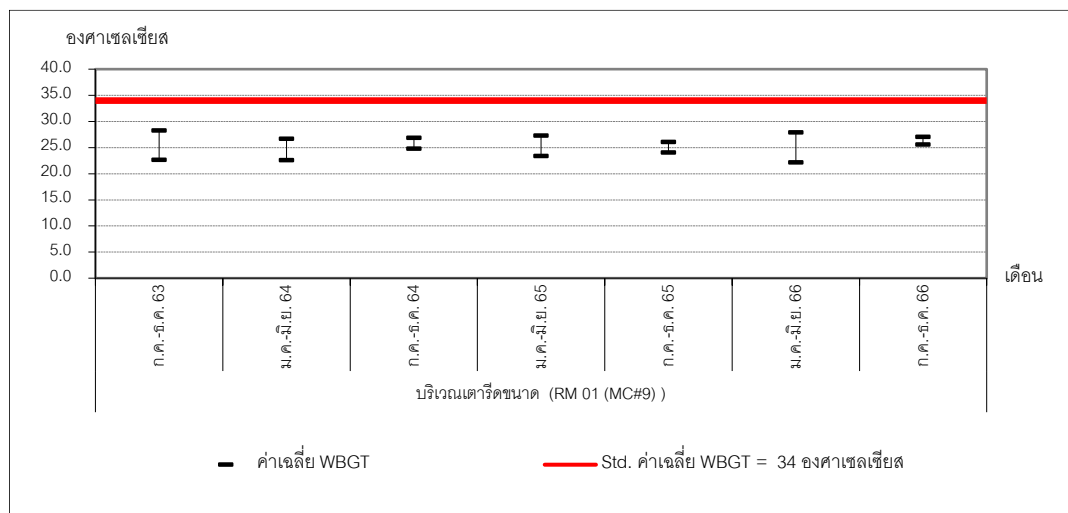 องศาเซลเซียส
40.0
35.0
30.0
25.0
20.0
15.0
10.0
5.0
0.0
เดือน
ก.ค.-ธ.ค. 63
ม.ค.-มิ.ย. 64
ก.ค.-ธ.ค. 64
ม.ค.-มิ.ย. 65
ก.ค.-ธ.ค. 65
ม.ค.-มิ.ย. 66
ก.ค.-ธ.ค. 66
บริเวณเตารีดขนาด (RM 01 (MC#9) )
ค่าเฉลี่ย WBGT
Std. ค่าเฉลี่ย WBGT = 34 องศาเซลเซียส